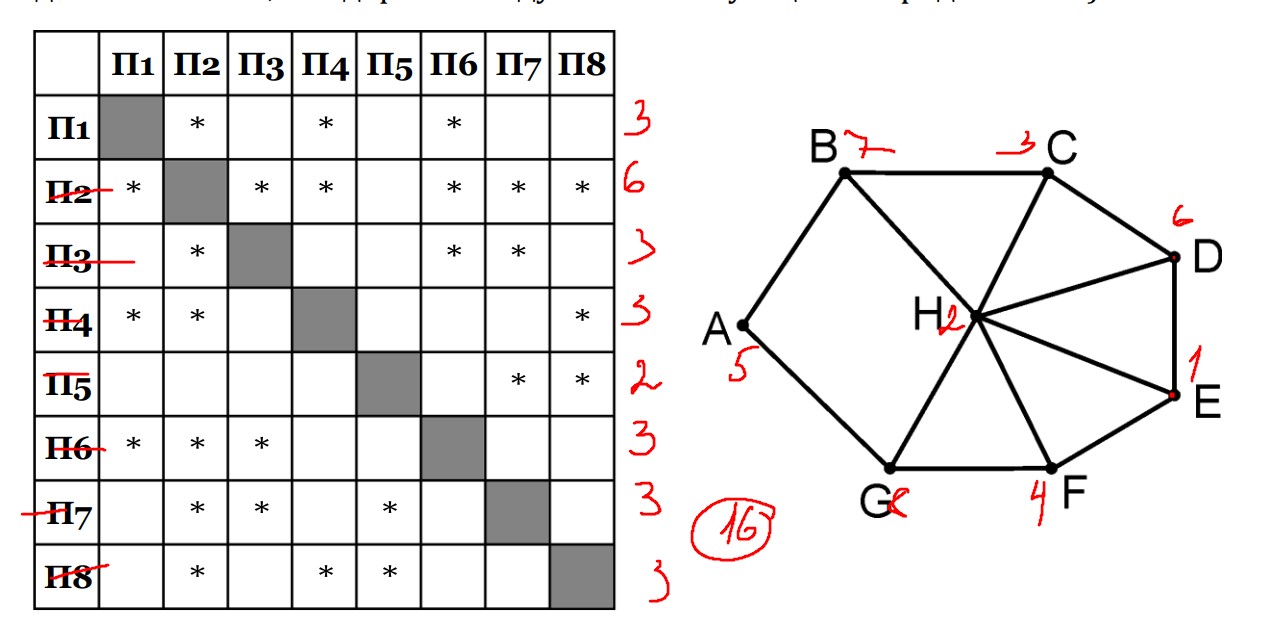 П1 П2 П3 П4 П5 П6 П7 П8
П1 * * * 3
П2 * * * * * * 6
П3 * * * 3
П4 * * * 3
П5 * * 2
П6 * * * 3
П7 * * * 3
П8 * * * 3
16
B 7
3 C
6
D
H 2
A
5
1
E
G 8
4 F